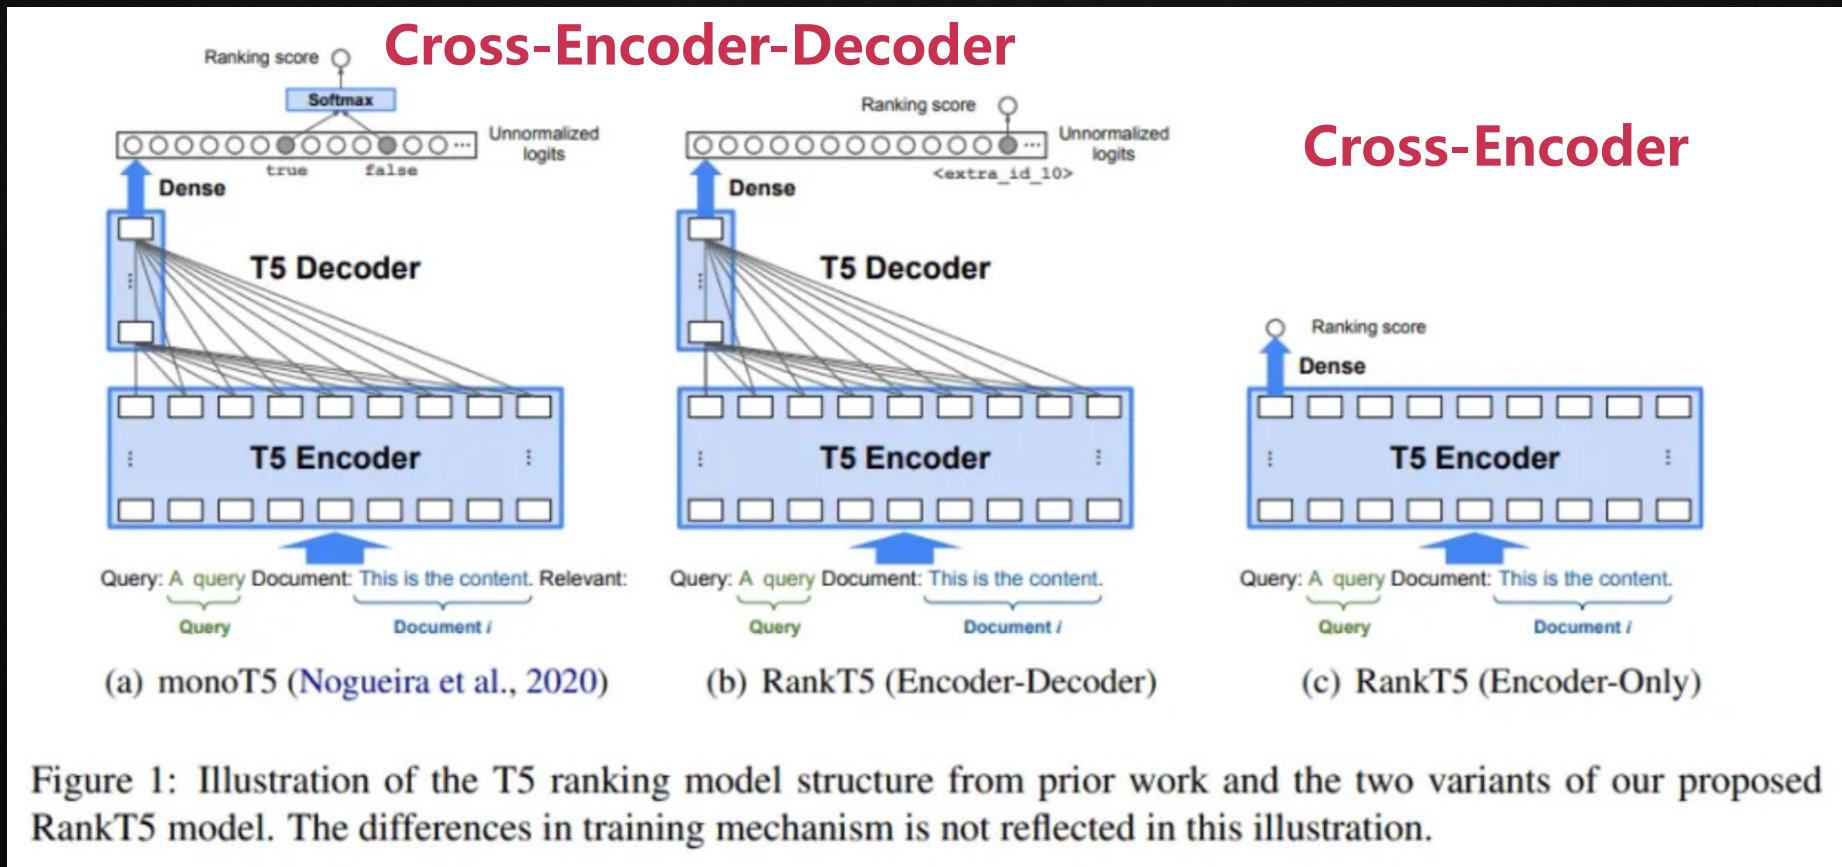 Cross-Encoder-Decoder
Cross-Encoder
Ranking score
Softmax
Unnormalized
logits
true false
Dense
T5 Decoder
T5 Encoder
Query: A query Document: This is the content. Relevant:
Query
Document i
(a) monoT5 (Nogueira et al., 2020)
Ranking score
Unnormalized
logits
<extra_id_10>
Dense
T5 Decoder
T5 Encoder
Query: A query Document: This is the content.
Query
Document i
(b) RankT5 (Encoder-Decoder)
Ranking score
Dense
T5 Encoder
Query: A query Document: This is the content.
Query
Document i
(c) RankT5 (Encoder-Only)
Figure 1: Illustration of the T5 ranking model structure from prior work and the two variants of our proposed
RankT5 model. The differences in training mechanism is not reflected in this illustration.